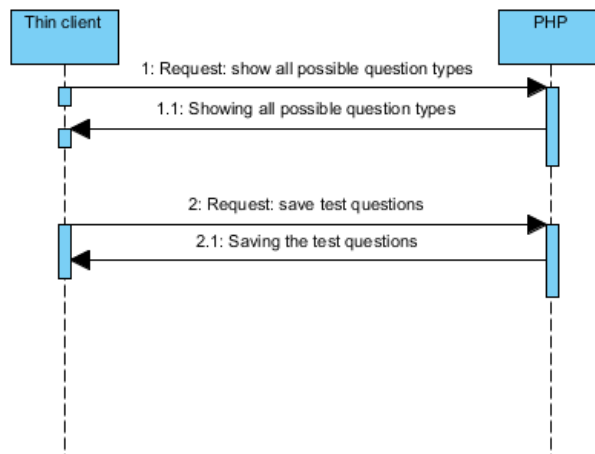 Thin client
PHP
1: Request: show all possible question types
1.1: Showing all possible question types
2: Request: save test questions
2.1: Saving the test questions